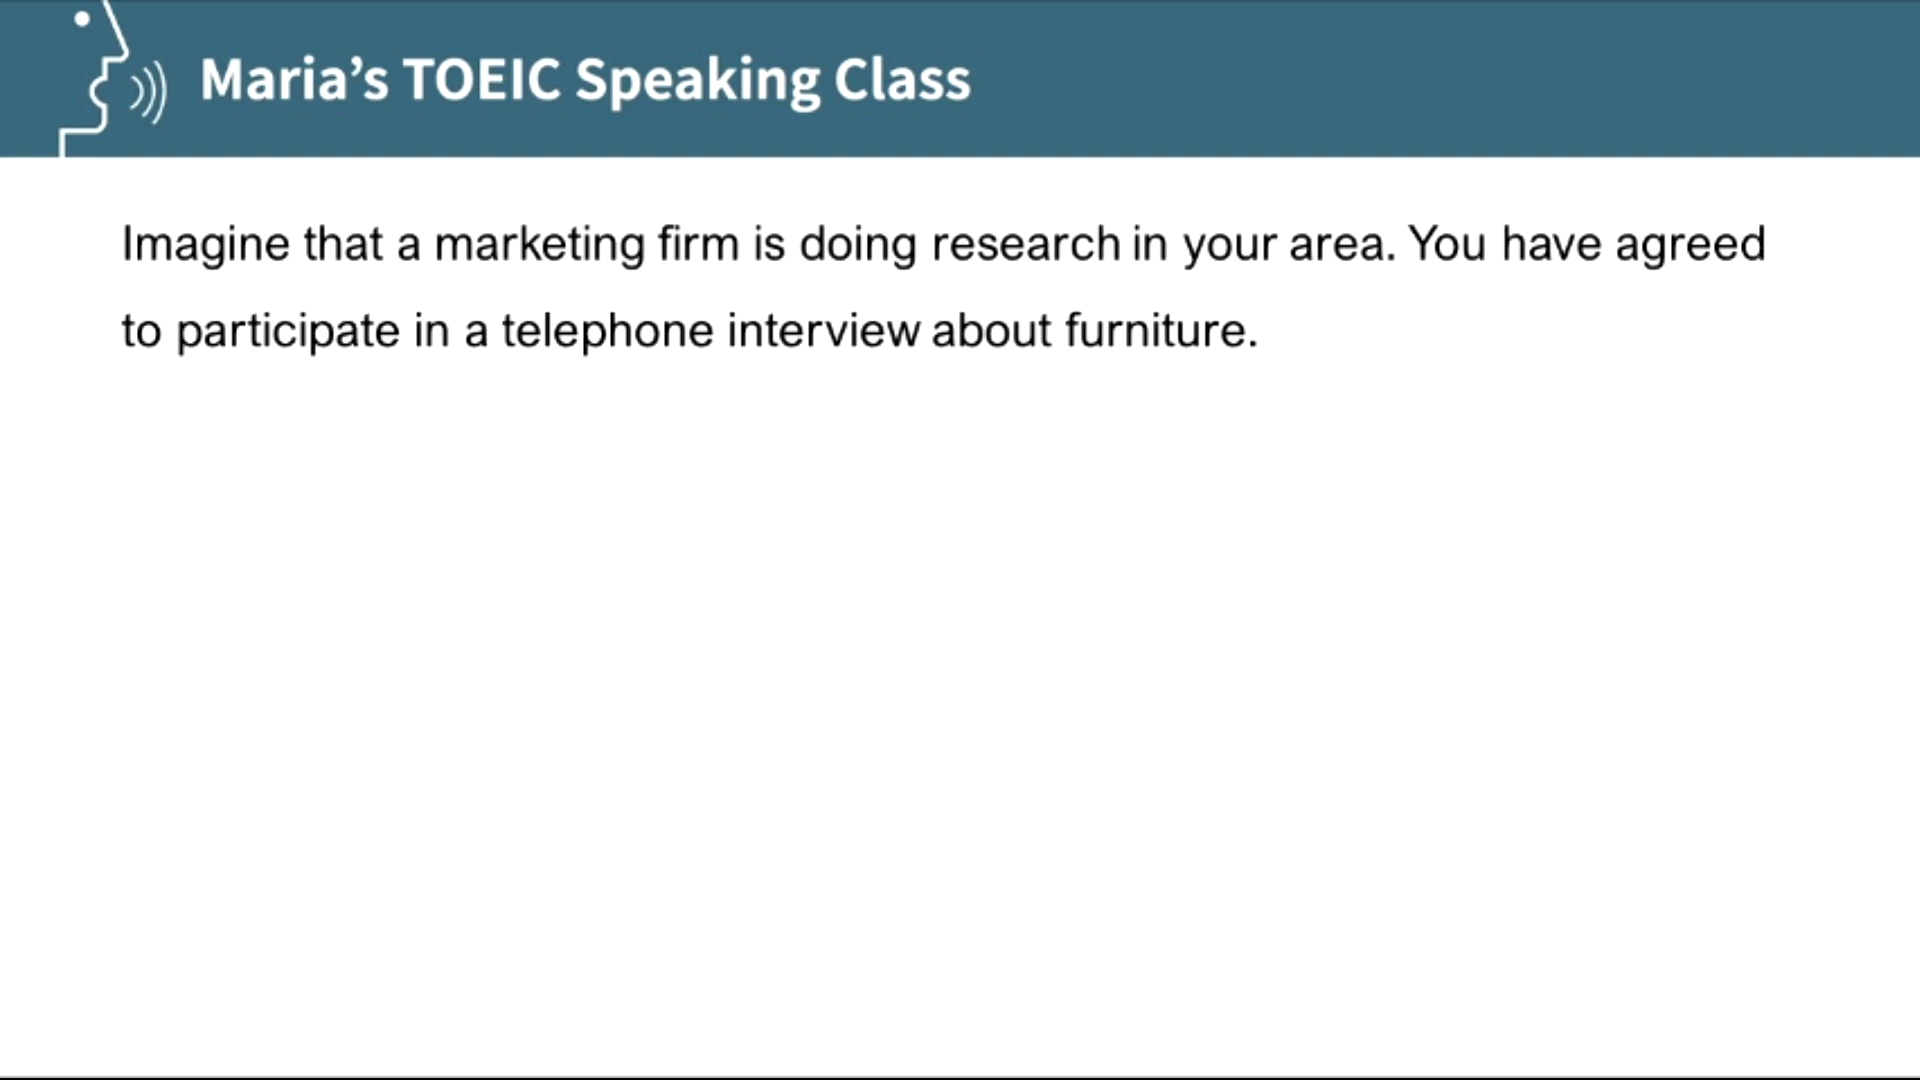 Maria’s TOEIC Speaking Class
Imagine that a marketing firm is doing research in your area. You have agreed
to participate in a telephone interview about furniture.